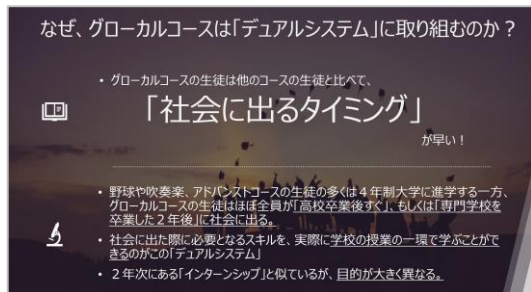 なぜ、グローカルコースは「デュアルシステム」に取り組むのか?
• グローカルコースの生徒は他のコースの生徒と比べて、
「社会に出るタイミング」
が早い!
• 野球や吹奏楽、アドバンストコースの生徒の多くは4年制大学に進学する一方、
グローカルコースの生徒はほぼ全員が「高校卒業後すぐ」、もしくは「専門学校を
卒業した2年後」に社会に出る。
• 社会に出た際に必要となるスキルを、実際に学校の授業の一環で学ぶことがで
きるのがこの「デュアルシステム」
• 2年次にある「インターンシップ」と似ているが、目的が大きく異なる。